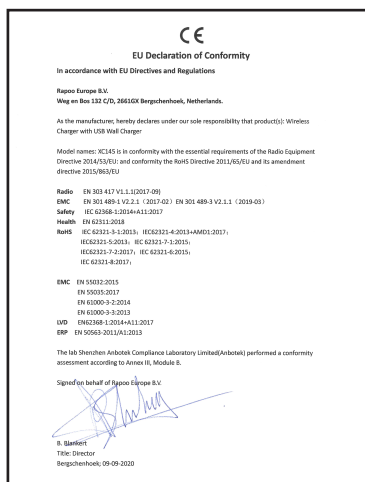 CE
EU Declaration of Conformity
In accordance with EU Directives and Regulations
Rapoo Europe B.V.
Weg en Bos 132 C/D, 2661GX Bergschenhoek, Netherlands.
As the manufacturer, hereby declares under our sole responsibility that product(s): Wireless
Charger with USB Wall Charger
Model names: XC145 is in conformity with the essential requirements of the Radio Equipment
Directive 2014/53/EU: and conformity the RoHS Directive 2011/65/EU and its amendment
directive 2015/863/EU
Radio EN 303 417 V1.1.1(2017-09)
EMC EN 301 489-1 V2.2.1 (2017-02) EN 301 489-3 V2.1.1 (2019-03)
Safety IEC 62368-1:2014+A11:2017
Health EN 62311:2018
RoHS IEC 62321-3-1:2013; IEC62321-4:2013+AMD1:2017;
IEC62321-5:2013; IEC 62321-7-1:2015;
IEC62321-7-2:2017; IEC 62321-6:2015;
IEC 62321-8:2017;
EMC EN 55032:2015
EN 55035:2017
EN 61000-3-2:2014
EN 61000-3-3:2013
LVD EN62368-1:2014+A11:2017
ERP EN 50563-2011/A1:2013
The lab Shenzhen Anbotek Compliance Laboratory Limited(Anbotek) performed a conformity
assessment according to Annex III, Module B.
Signed on behalf of Rapoo Europe B.V.
B. Blankert
Title: Director
Bergschenhoek; 09-09-2020